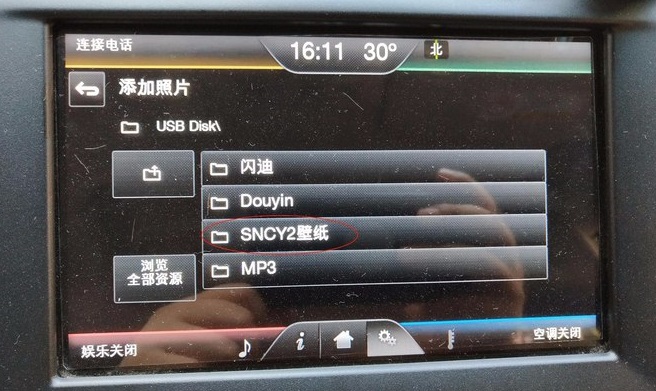 连接电话
16:11 30° 北
添加照片
USB Disk\
闪迪
Douyin
SNCY2壁纸
浏览
全部资源
MP3
娱乐关闭
空调关闭